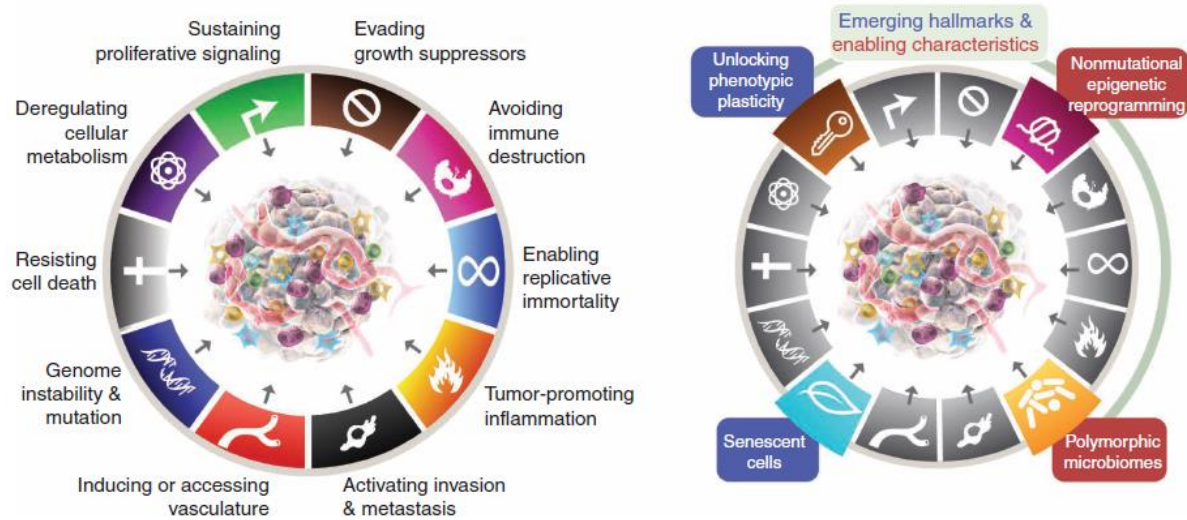 Sustaining
proliferative signaling
Evading
growth suppressors
Deregulating
cellular
metabolism
Avoiding
immune
destruction
Resisting
cell death
Enabling
replicative
immortality
Genome
instability &
mutation
Tumor-promoting
inflammation
Inducing or accessing
vasculature
Activating invasion
& metastasis
Emerging hallmarks &
enabling characteristics
Unlocking
phenotypic
plasticity
Nonmutational
epigenetic
reprogramming
Senescent
cells
Polymorphic
microbiomes